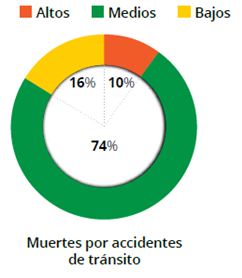 Altos Medios Bajos
16% 10%
74%
Muertes por accidentes
de tránsito